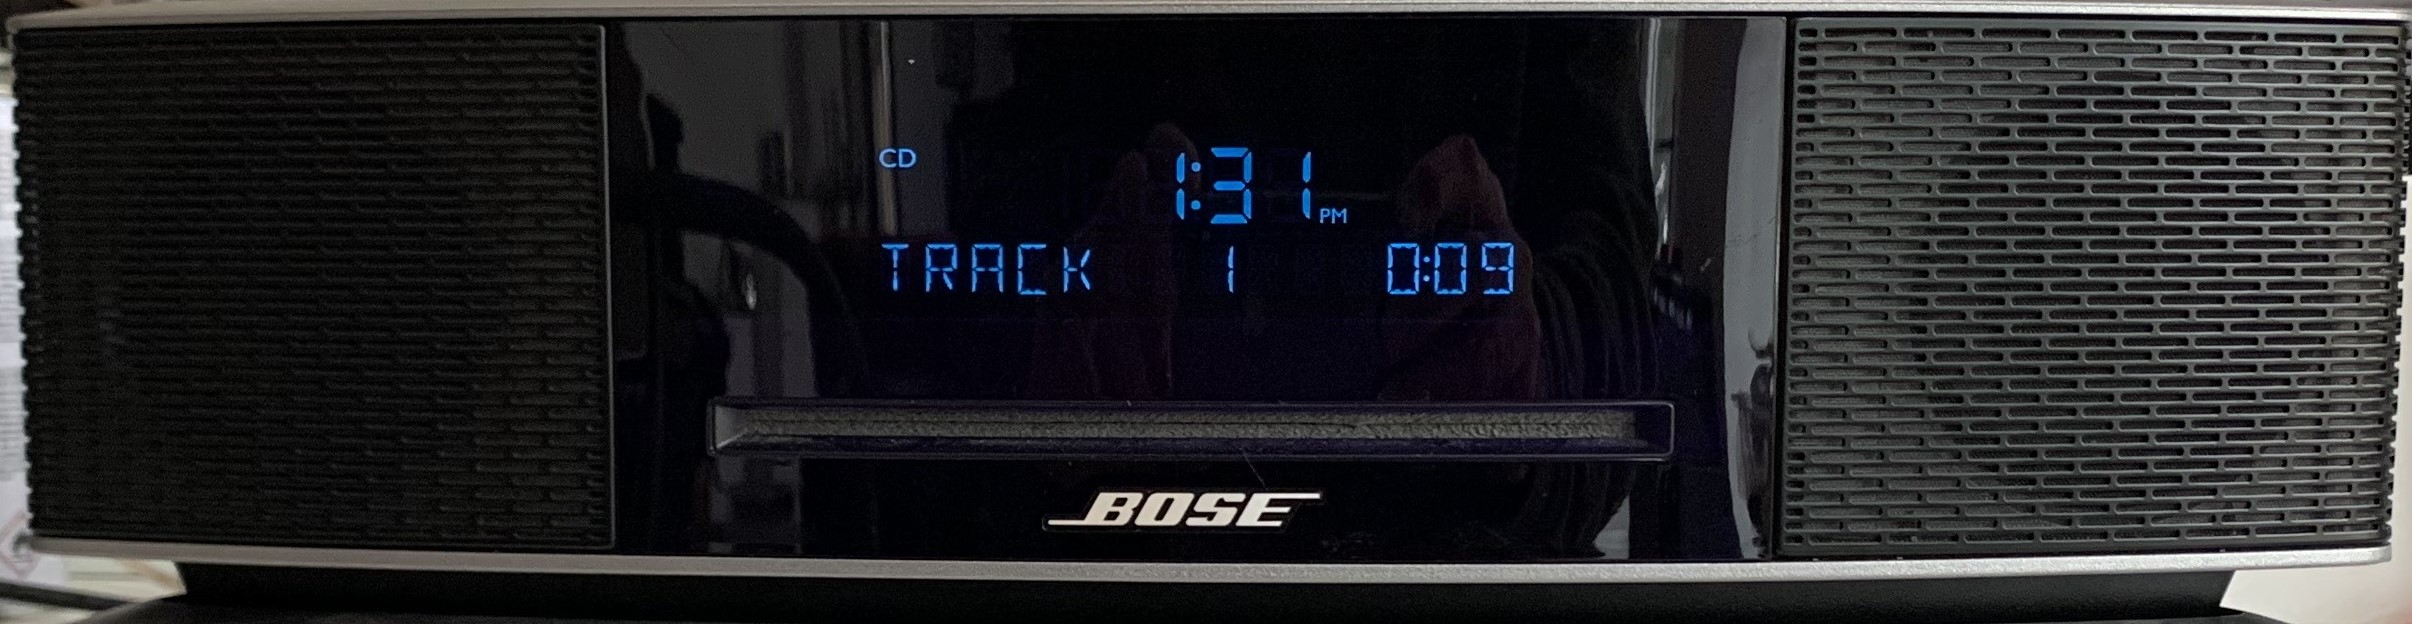 CD
1:31 PM
TRACK 1 0:09
BOSE